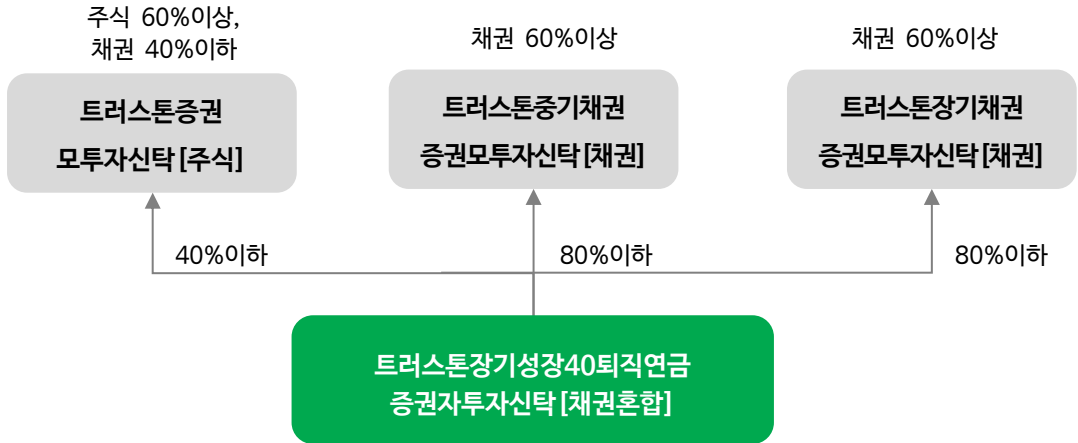 주식 60%이상,
채권 40%이하
채권 60%이상
채권 60%이상
트러스톤증권
모투자신탁[주식]
트러스톤중기채권
증권모투자신탁[채권]
트러스톤장기채권
증권모투자신탁[채권]
40%이하
80%이하
80%이하
트러스톤장기성장40퇴직연금
증권자투자신탁[채권혼합]